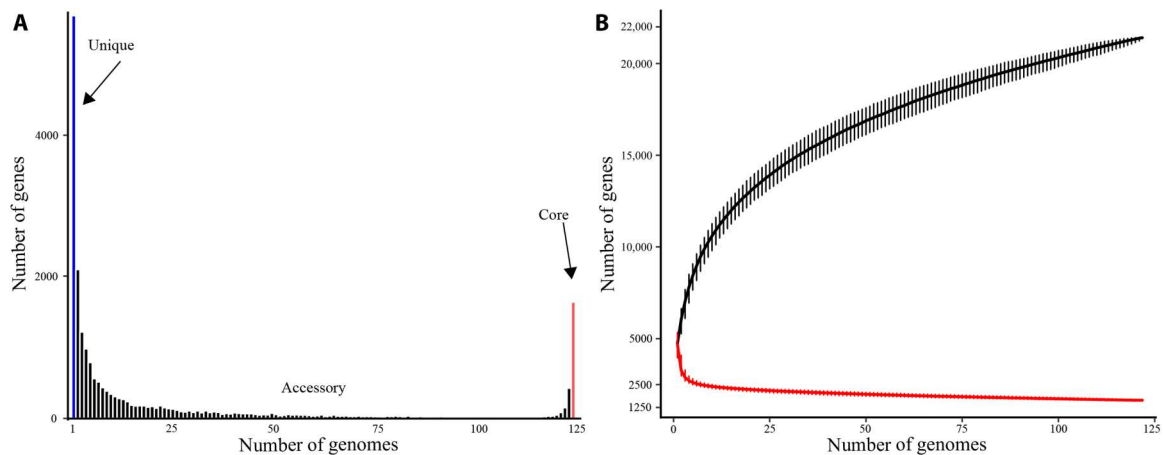 A
Number of genes
4000
2000
0
Unique
Accessory
Core
1
25
50
75
100
125
Number of genomes
B
Number of genes
22,000
20,000
15,000
10,000
5000
2500
1250
0
25
50
75
100
125
Number of genomes